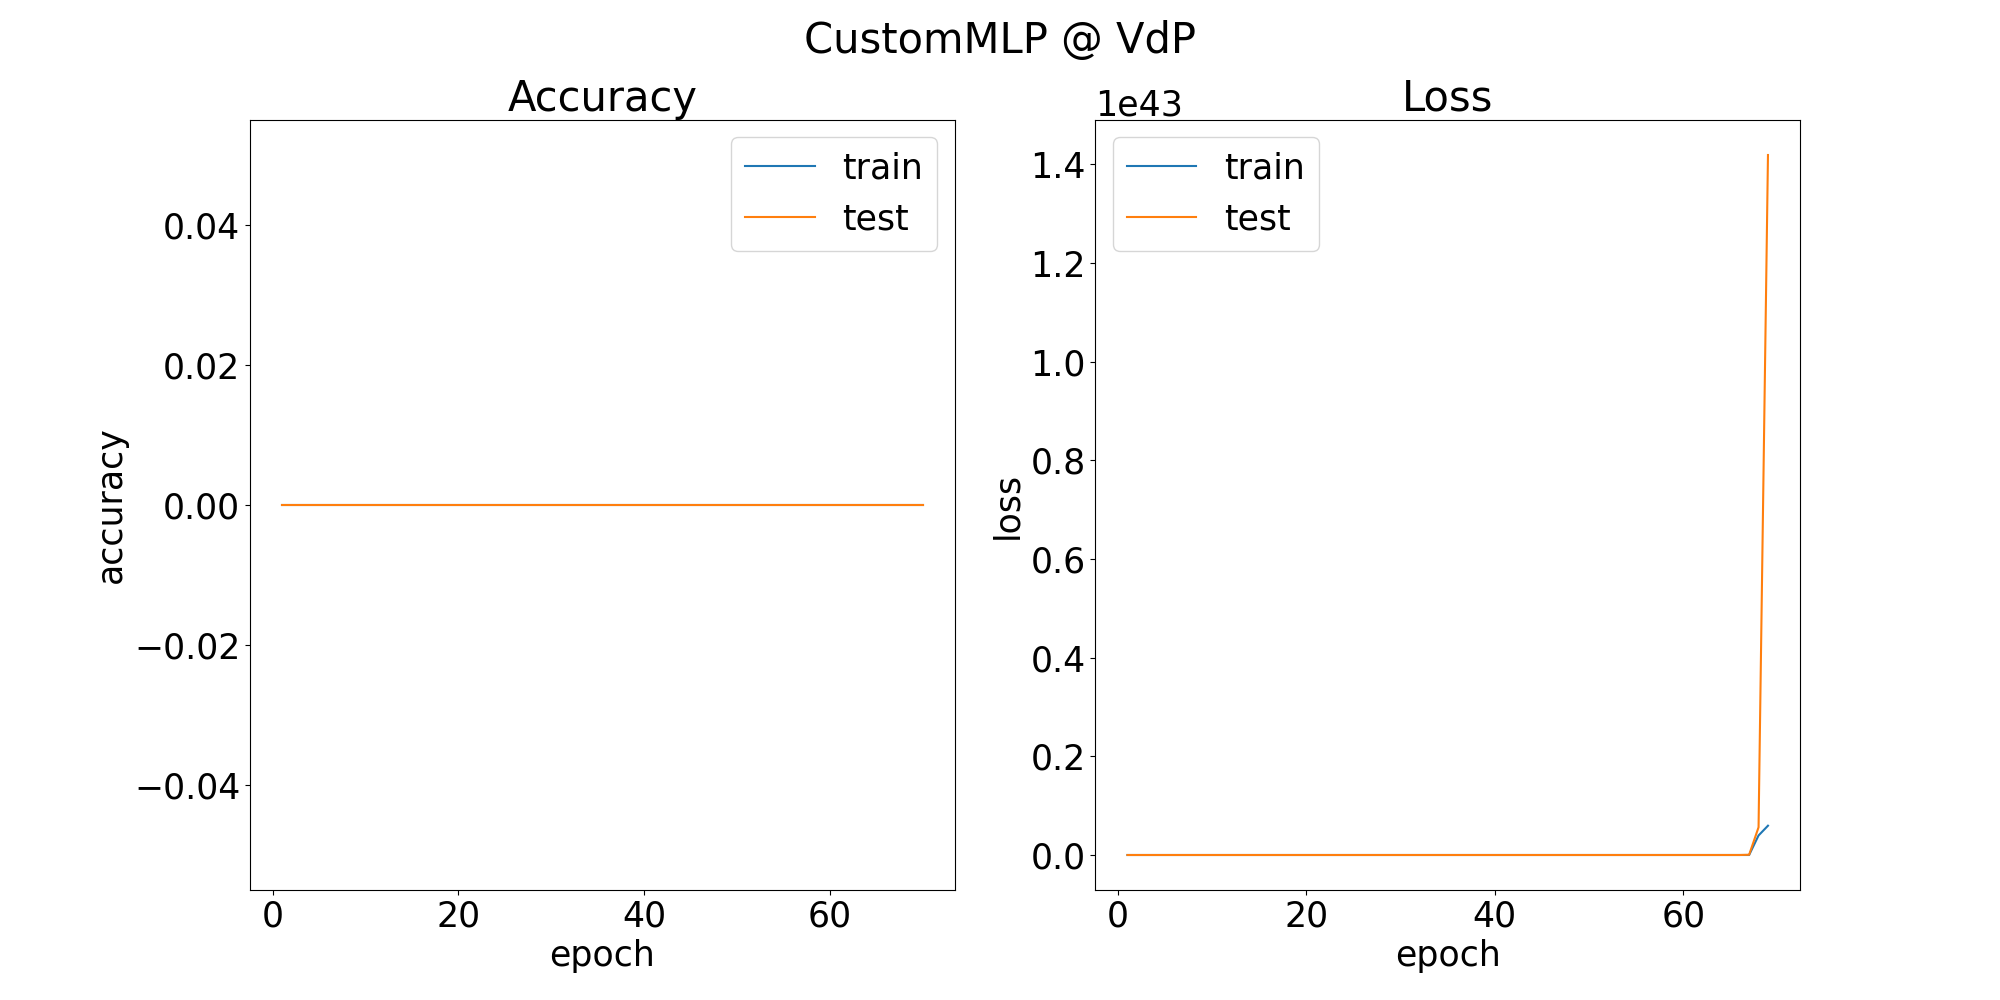 CustomMLP @ VdP
Accuracy
train
test
0.04
0.02
0.00
−0.02
−0.04
accuracy
0 20 40 60
epoch
Loss
1e43
train
test
1.4
1.2
1.0
0.8
0.6
0.4
0.2
0.0
loss
0 20 40 60
epoch